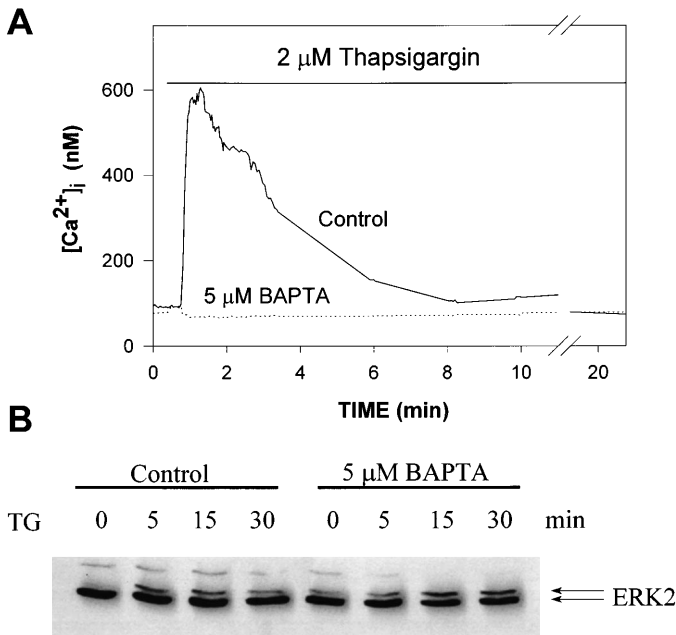 A
2 µM Thapsigargin
600
400
200
0
[Ca2+]i (nM)
Control
5 µM BAPTA
0 2 4 6 8 10 20
TIME (min)
B
Control 5 µM BAPTA
TG 0 5 15 30 0 5 15 30 min
ERK2